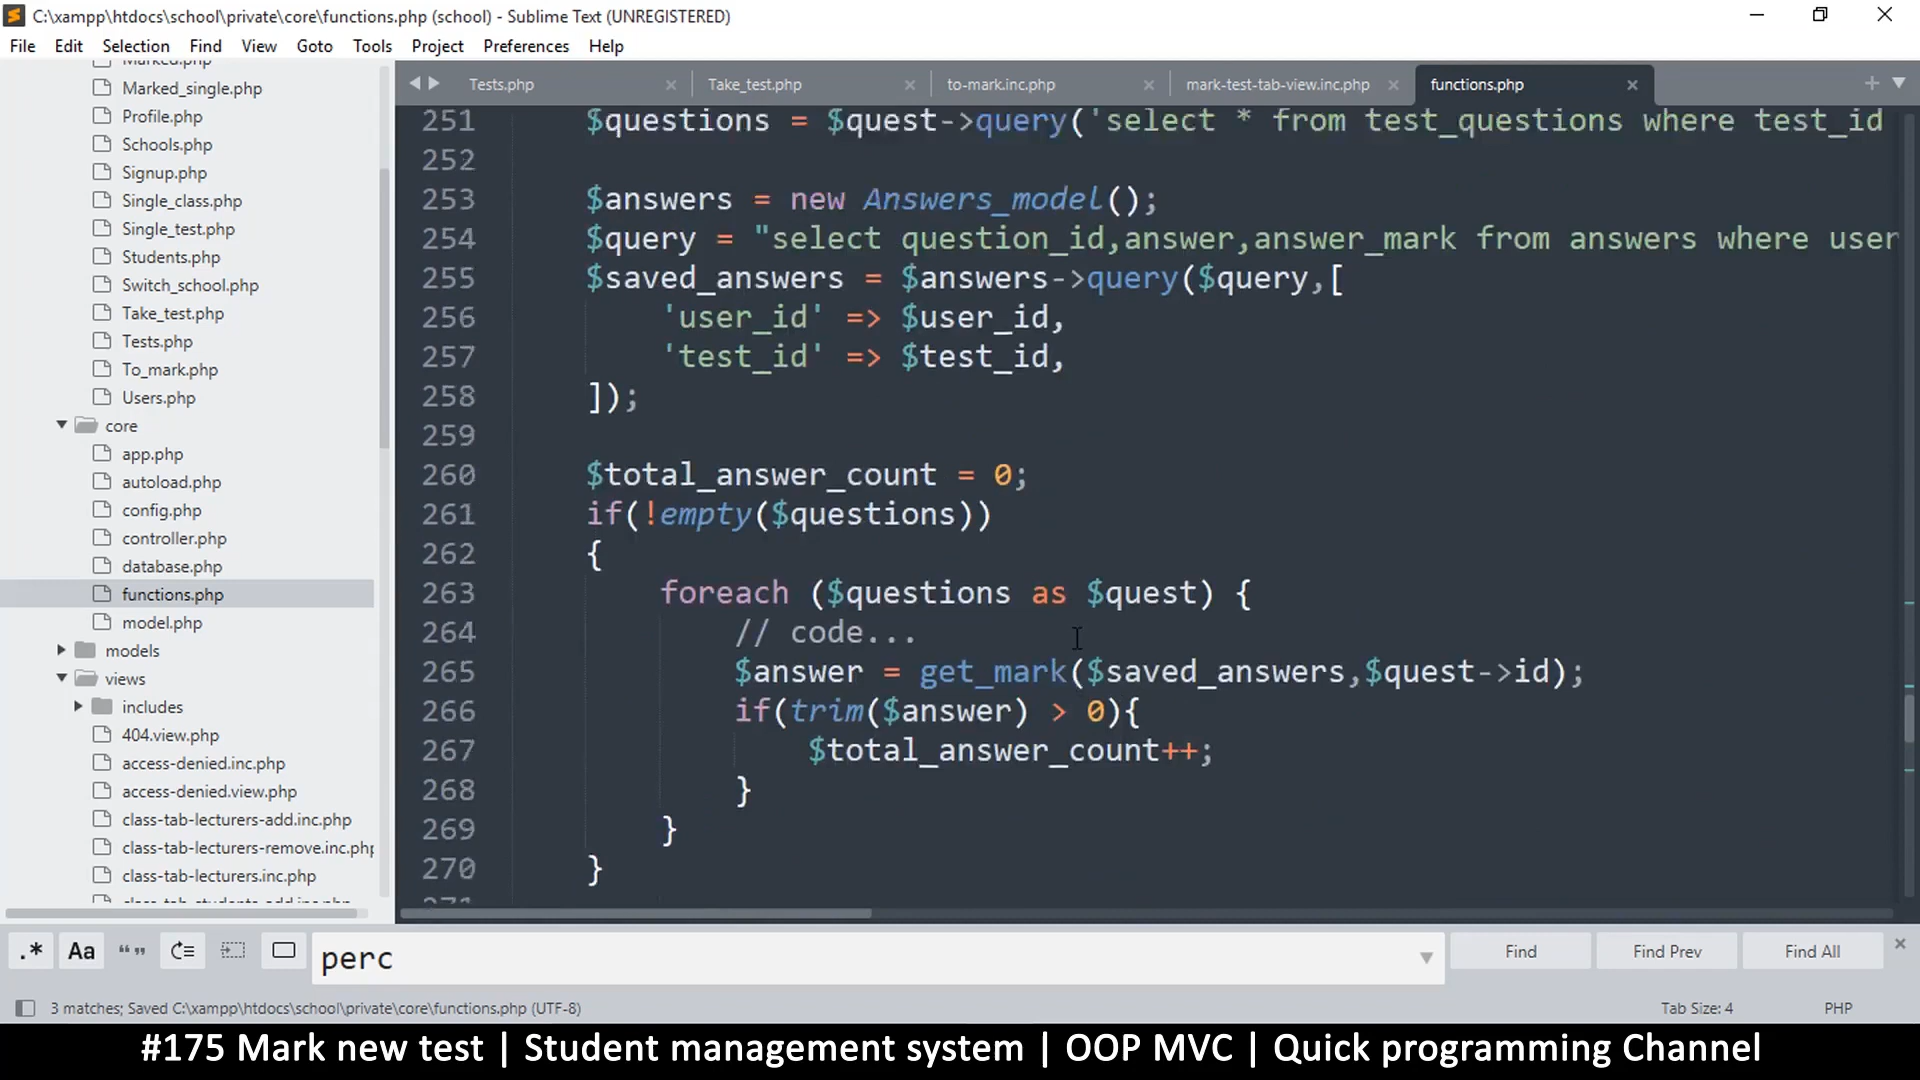 C:\xampp\htdocs\school\private\core\functions.php (school) - Sublime Text (UNREGISTERED)
File Edit Selection Find View Goto Tools Project Preferences Help
Marked.php
Marked_single.php
Profile.php
Schools.php
Signup.php
Single_class.php
Single_test.php
Students.php
Switch_school.php
Take_test.php
Tests.php
To_mark.php
Users.php
core
app.php
autoload.php
config.php
controller.php
database.php
functions.php
model.php
models
views
includes
404.view.php
access-denied.inc.php
access-denied.view.php
class-tab-lecturers-add.inc.php
class-tab-lecturers-remove.inc.php
class-tab-lecturers.inc.php
class-tab-students-add.inc.php
Tests.php Take_test.php to-mark.inc.php mark-test-tab-view.inc.php functions.php
251 $questions = $quest->query('select * from test_questions where test_id
252
253 $answers = new Answers_model();
254 $query = "select question_id,answer,answer_mark from answers where user
255 $saved_answers = $answers->query($query,[
256 'user_id' => $user_id,
257 'test_id' => $test_id,
258 ]);
259
260 $total_answer_count = 0;
261 if(!empty($questions))
262 {
263 foreach ($questions as $quest) {
264 // code...
265 $answer = get_mark($saved_answers,$quest->id);
266 if(trim($answer) > 0){
267 $total_answer_count++;
268 }
269 }
270 }
271
.* Aa “” perc Find Find Prev Find All
3 matches; Saved C:\xampp\htdocs\school\private\core\functions.php (UTF-8) Tab Size: 4 PHP
#175 Mark new test | Student management system | OOP MVC | Quick programming Channel